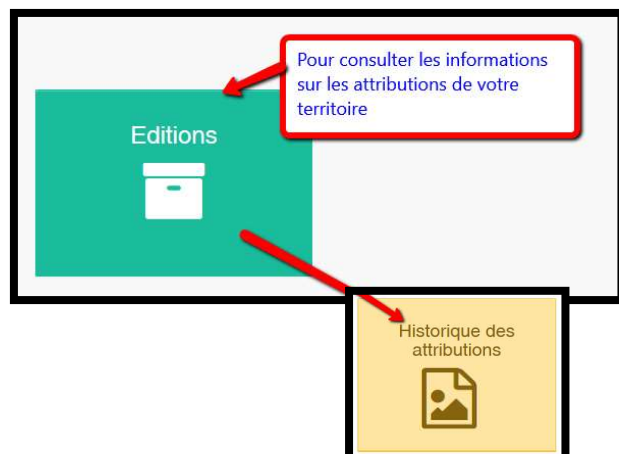 Pour consulter les informations
sur les attributions de votre
territoire
Editions
Historique des
attributions